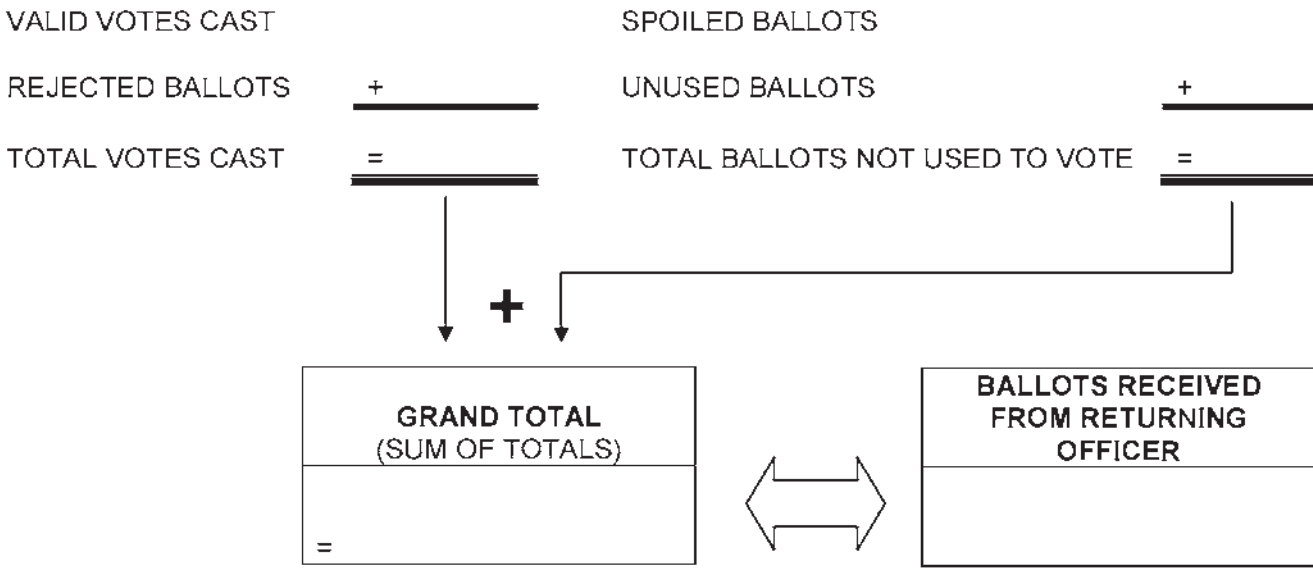 VALID VOTES CAST SPOILED BALLOTS
REJECTED BALLOTS + UNUSED BALLOTS +
TOTAL VOTES CAST = TOTAL BALLOTS NOT USED TO VOTE =
+
GRAND TOTAL
(SUM OF TOTALS)
=
BALLOTS RECEIVED
FROM RETURNING
OFFICER